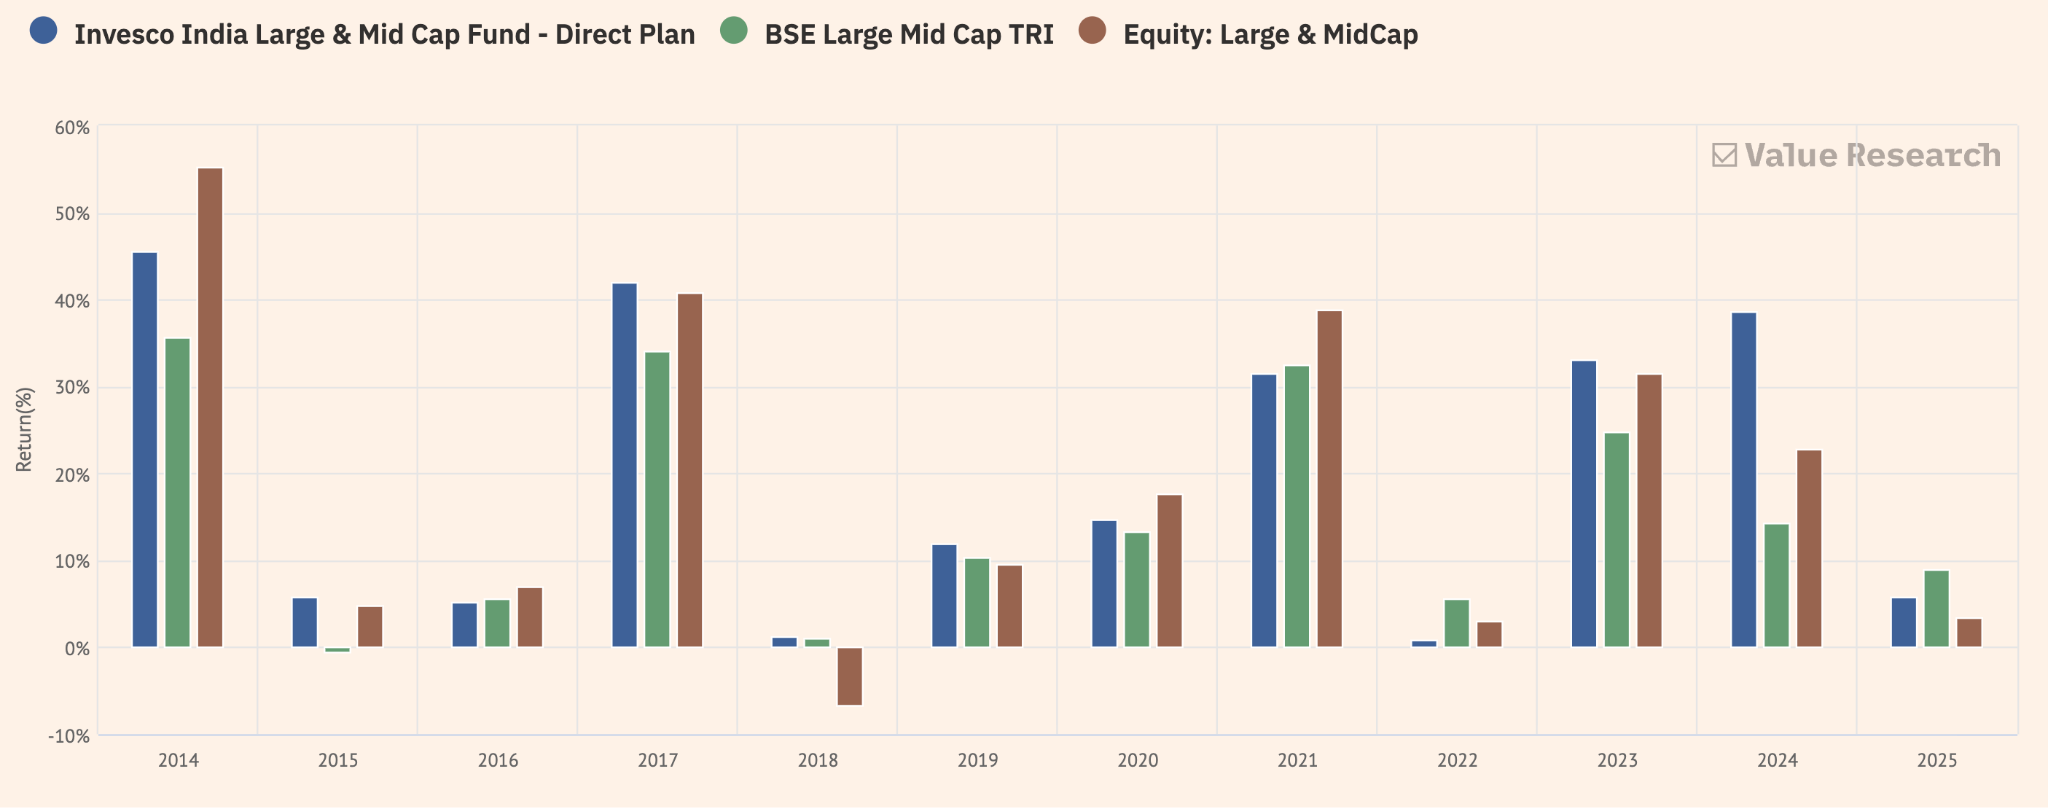 Invesco India Large & Mid Cap Fund - Direct Plan BSE Large Mid Cap TRI Equity: Large & MidCap
Value Research
Return(%)
60%
50%
40%
30%
20%
10%
0%
-10%
2014 2015 2016 2017 2018 2019 2020 2021 2022 2023 2024 2025